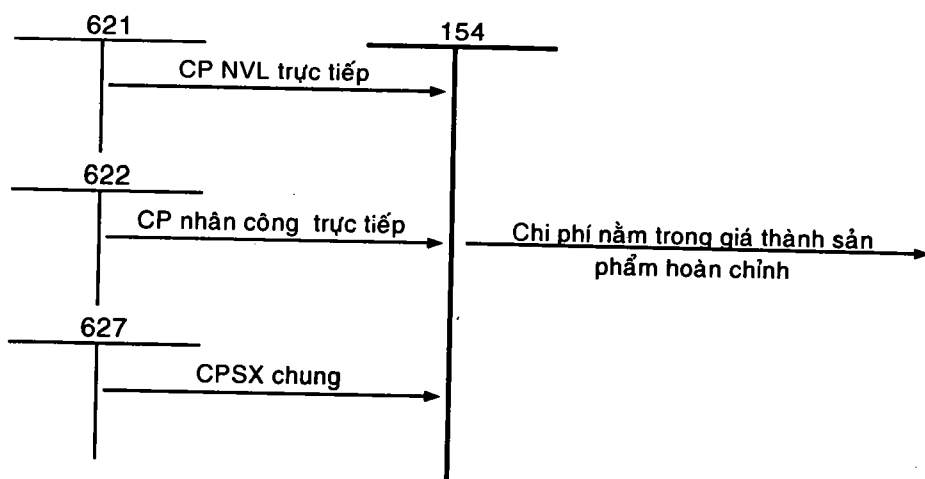 621
154
CP NVL trực tiếp
622
CP nhân công trực tiếp
Chi phí nằm trong giá thành sản
phẩm hoàn chỉnh
627
CPSX chung